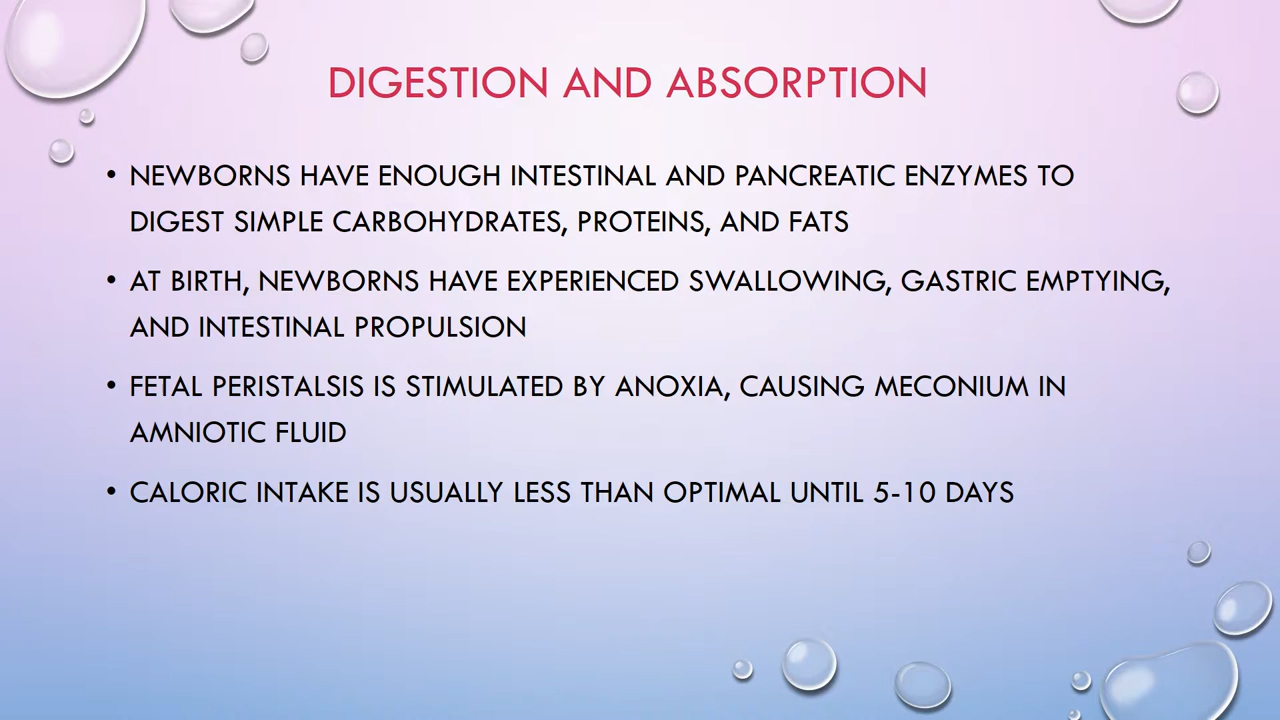 DIGESTION AND ABSORPTION
• NEWBORNS HAVE ENOUGH INTESTINAL AND PANCREATIC ENZYMES TO
DIGEST SIMPLE CARBOHYDRATES, PROTEINS, AND FATS
• AT BIRTH, NEWBORNS HAVE EXPERIENCED SWALLOWING, GASTRIC EMPTYING,
AND INTESTINAL PROPULSION
• FETAL PERISTALSIS IS STIMULATED BY ANOXIA, CAUSING MECONIUM IN
AMNIOTIC FLUID
• CALORIC INTAKE IS USUALLY LESS THAN OPTIMAL UNTIL 5-10 DAYS